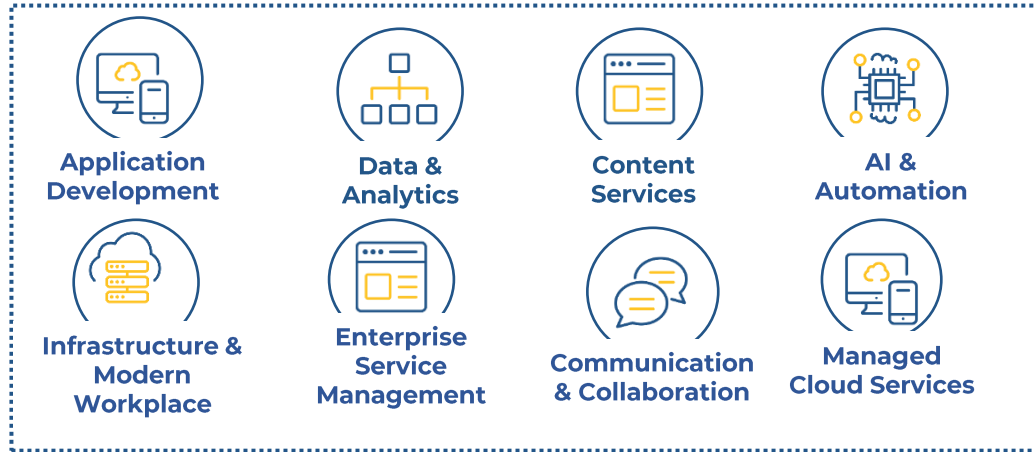 Application
Development
Data &
Analytics
Content
Services
AI &
Automation
Infrastructure &
Modern
Workplace
Enterprise
Service
Management
Communication
& Collaboration
Managed
Cloud Services